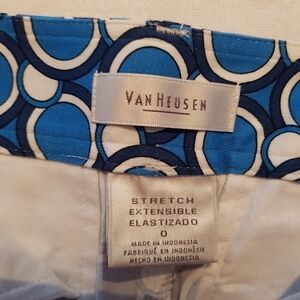 VAN HEUSEN
STRETCH
EXTENSIBLE
ELASTIZADO
0
MADE IN INDONESIA
FABRIQUÉ EN INDONÉSIE
HECHO EN INDONESIA